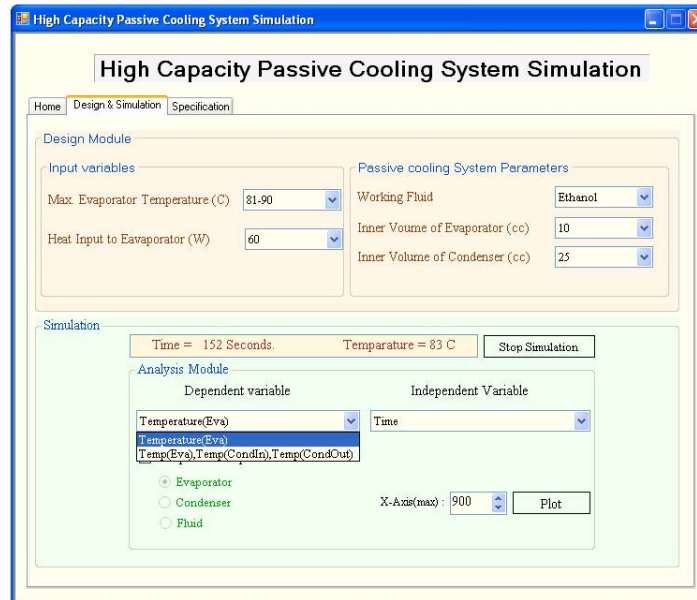 High Capacity Passive Cooling System Simulation
High Capacity Passive Cooling System Simulation
Home Design & Simulation Specification
Design Module
Input variables
Max. Evaporator Temperature (C) 81-90
Heat Input to Eavaporator (W) 60
Passive cooling System Parameters
Working Fluid Ethanol
Inner Voume of Evaporator (cc) 10
Inner Volume of Condenser (cc) 25
Simulation
Time = 152 Seconds. Temparature = 83 C Stop Simulation
Analysis Module
Dependent variable Independent Variable
Temperature(Eva) Time
Temperature(Eva)
Temp(Eva),Temp(CondIn),Temp(CondOut)
Evaporator
Condenser X-Axis(max) : 900 Plot
Fluid